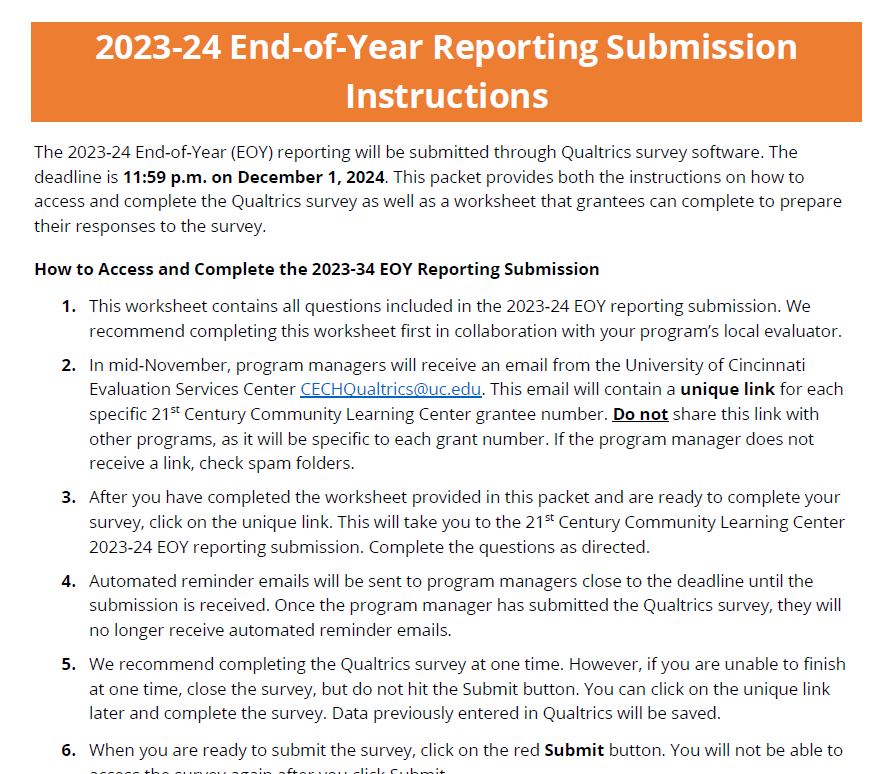 2023-24 End-of-Year Reporting Submission
Instructions
The 2023-24 End-of-Year (EOY) reporting will be submitted through Qualtrics survey software. The
deadline is 11:59 p.m. on December 1, 2024. This packet provides both the instructions on how to
access and complete the Qualtrics survey as well as a worksheet that grantees can complete to prepare
their responses to the survey.
How to Access and Complete the 2023-34 EOY Reporting Submission
1. This worksheet contains all questions included in the 2023-24 EOY reporting submission. We
recommend completing this worksheet first in collaboration with your program's local evaluator.
2. In mid-November, program managers will receive an email from the University of Cincinnati
Evaluation Services Center CECHQualtrics@uc.edu. This email will contain a unique link for each
specific 21st Century Community Learning Center grantee number. Do not share this link with
other programs, as it will be specific to each grant number. If the program manager does not
receive a link, check spam folders.
3. After you have completed the worksheet provided in this packet and are ready to complete your
survey, click on the unique link. This will take you to the 21st Century Community Learning Center
2023-24 EOY reporting submission. Complete the questions as directed.
4. Automated reminder emails will be sent to program managers close to the deadline until the
submission is received. Once the program manager has submitted the Qualtrics survey, they will
no longer receive automated reminder emails.
5. We recommend completing the Qualtrics survey at one time. However, if you are unable to finish
at one time, close the survey, but do not hit the Submit button. You can click on the unique link
later and complete the survey. Data previously entered in Qualtrics will be saved.
6. When you are ready to submit the survey, click on the red Submit button. You will not be able to
access the survey again after you click Submit.